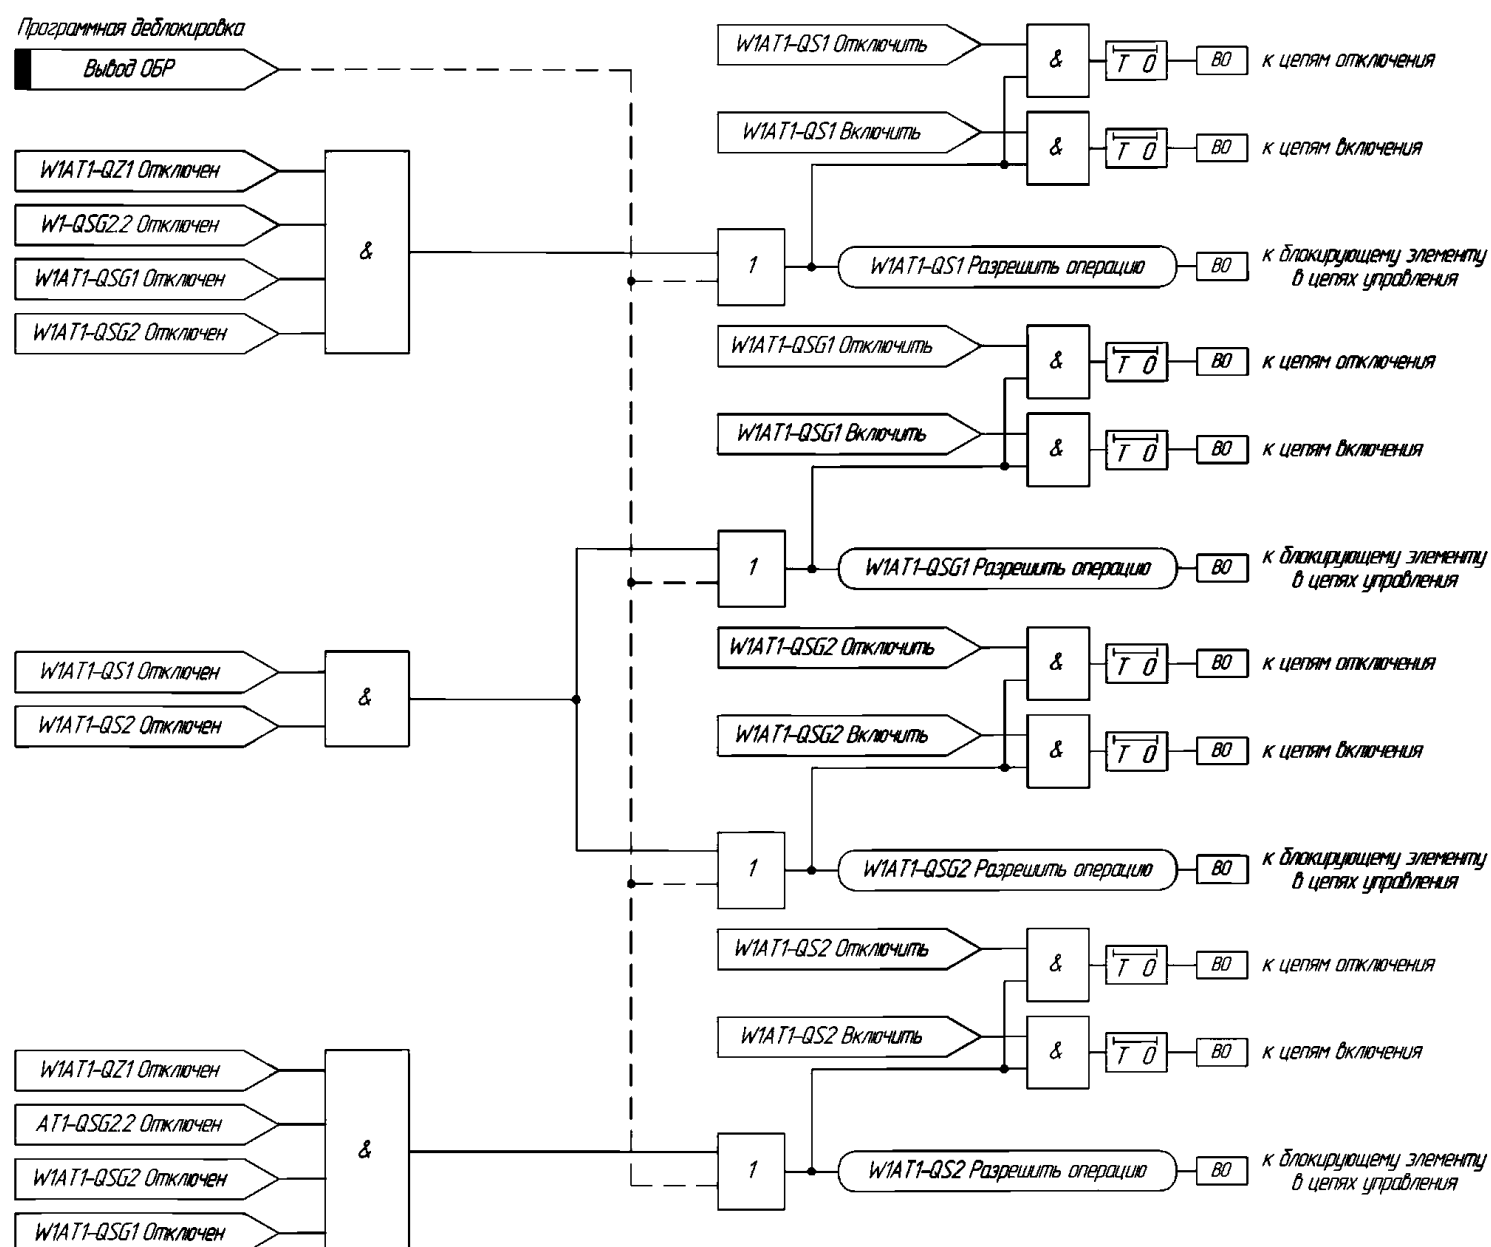 Программная деблокировка
Вывод ОБР
W1AT1-QZ1 Отключен
W1-QSG2.2 Отключен
W1AT1-QSG1 Отключен
W1AT1-QSG2 Отключен
&
1
W1AT1-QS1 Отключить
&
T 0
ВО
к цепям отключения
W1AT1-QS1 Включить
&
T 0
ВО
к цепям включения
W1AT1-QS1 Разрешить операцию
ВО
к блокирующему элементу
в цепях управления
W1AT1-QSG1 Отключить
&
T 0
ВО
к цепям отключения
W1AT1-QSG1 Включить
&
T 0
ВО
к цепям включения
1
W1AT1-QSG1 Разрешить операцию
ВО
к блокирующему элементу
в цепях управления
W1AT1-QS1 Отключен
W1AT1-QS2 Отключен
&
W1AT1-QSG2 Отключить
&
T 0
ВО
к цепям отключения
W1AT1-QSG2 Включить
&
T 0
ВО
к цепям включения
1
W1AT1-QSG2 Разрешить операцию
ВО
к блокирующему элементу
в цепях управления
W1AT1-QS2 Отключить
&
T 0
ВО
к цепям отключения
W1AT1-QS2 Включить
&
T 0
ВО
к цепям включения
W1AT1-QZ1 Отключен
AT1-QSG2.2 Отключен
W1AT1-QSG2 Отключен
W1AT1-QSG1 Отключен
&
1
W1AT1-QS2 Разрешить операцию
ВО
к блокирующему элементу
в цепях управления